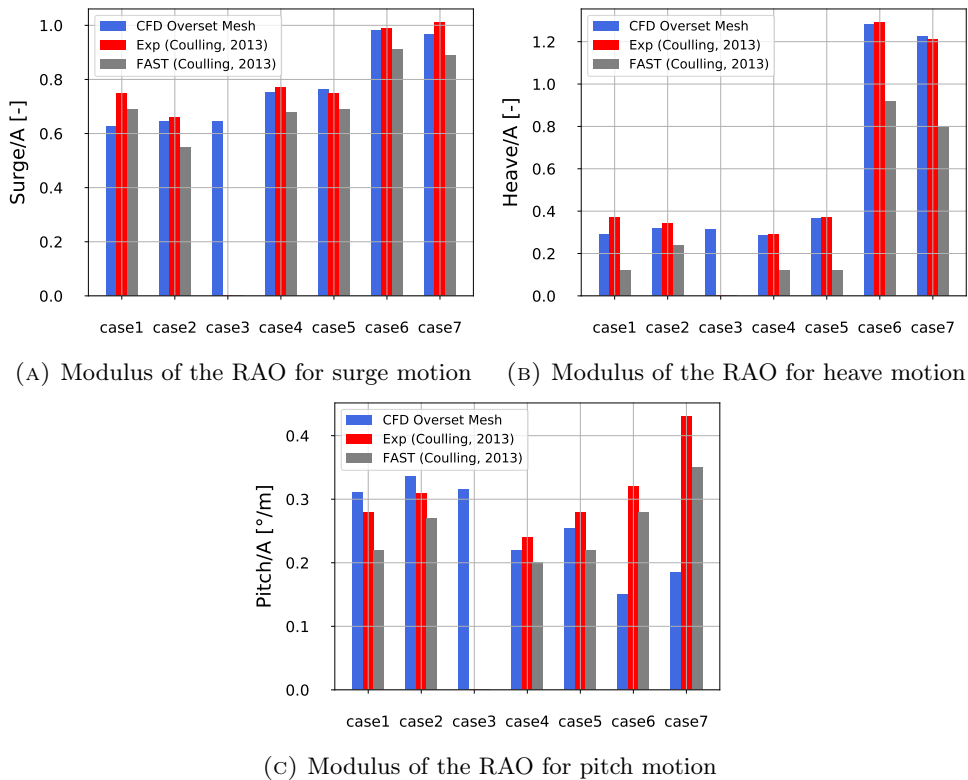 CFD Overset Mesh
Exp (Coulling, 2013)
FAST (Coulling, 2013)
Surge/A [-]
1.0
0.8
0.6
0.4
0.2
0.0
case1 case2 case3 case4 case5 case6 case7
(A) Modulus of the RAO for surge motion
CFD Overset Mesh
Exp (Coulling, 2013)
FAST (Coulling, 2013)
Heave/A [-]
1.2
1.0
0.8
0.6
0.4
0.2
0.0
case1 case2 case3 case4 case5 case6 case7
(B) Modulus of the RAO for heave motion
CFD Overset Mesh
Exp (Coulling, 2013)
FAST (Coulling, 2013)
Pitch/A [°/m]
0.4
0.3
0.2
0.1
0.0
case1 case2 case3 case4 case5 case6 case7
(C) Modulus of the RAO for pitch motion